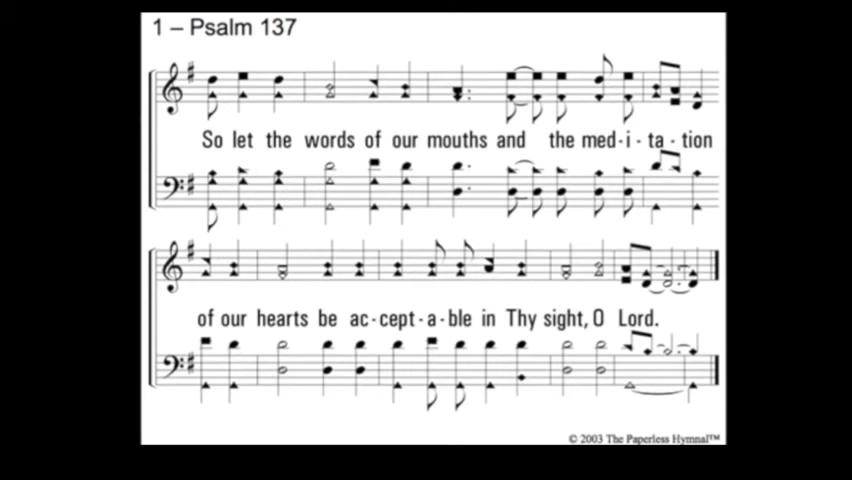 1 – Psalm 137
So let the words of our mouths and the med-i-ta-tion
of our hearts be ac-cept-a-ble in Thy sight, O Lord.
© 2003 The Paperless Hymnal™